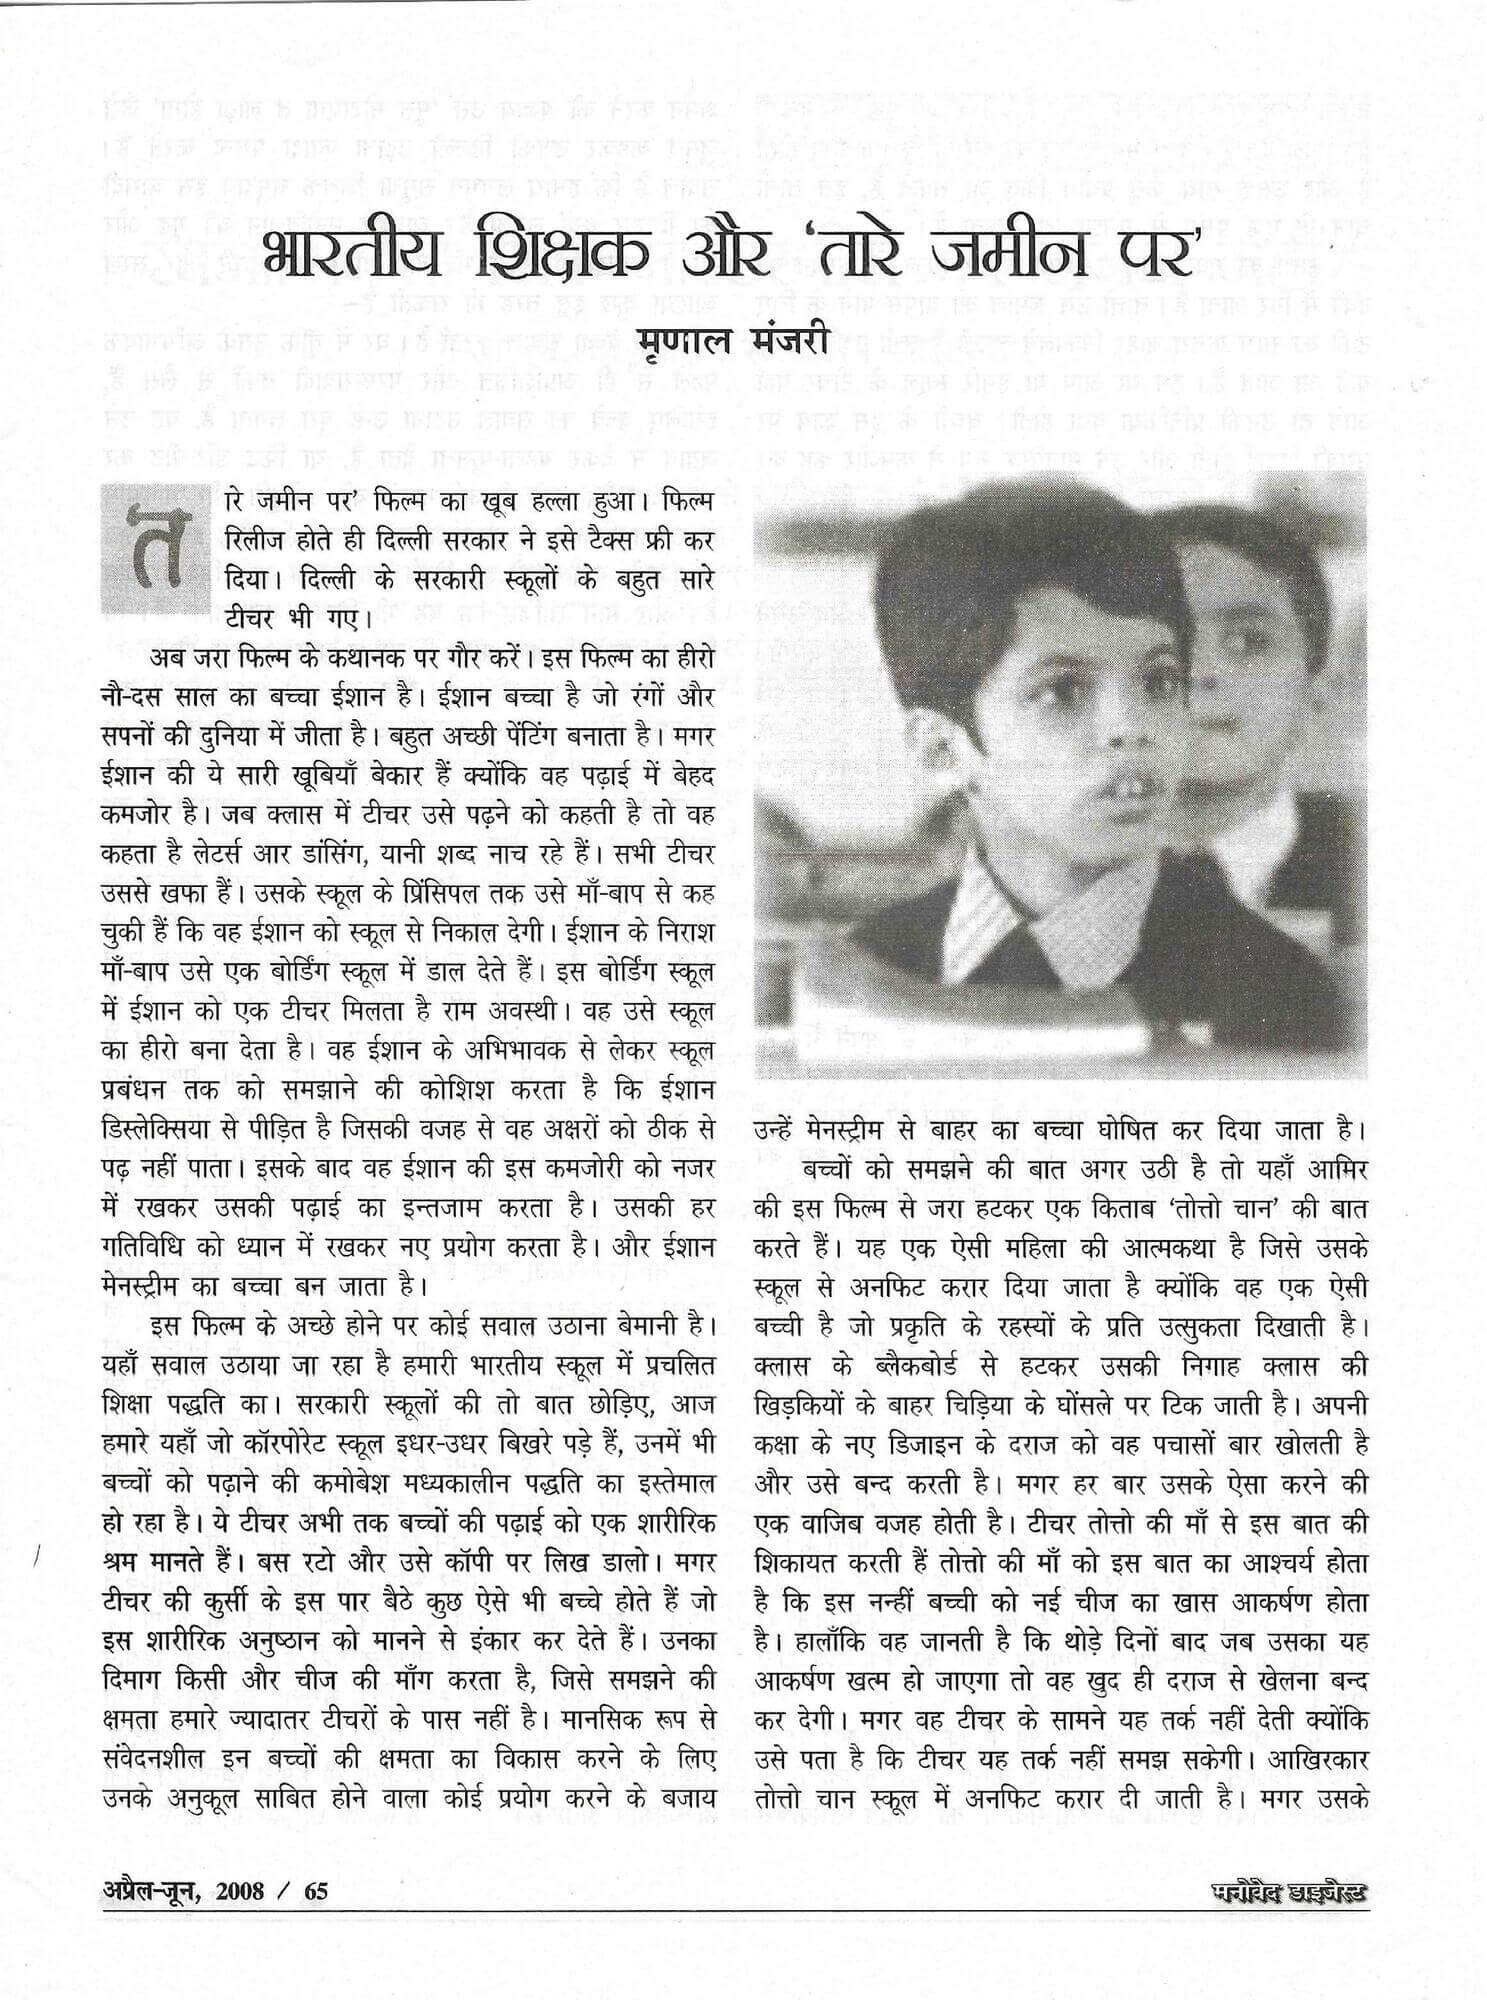 भारतीय शिक्षक और ‘तारे जमीन पर’
मृणाल मंजरी
तारे जमीन पर’ फिल्म का खूब हल्ला हुआ। फिल्म
रिलीज होते ही दिल्ली सरकार ने इसे टैक्स फ्री कर
दिया। दिल्ली के सरकारी स्कूलों के बहुत सारे
टीचर भी गए।
अब जरा फिल्म के कथानक पर गौर करें। इस फिल्म का हीरो
नौ-दस साल का बच्चा ईशान है। ईशान बच्चा है जो रंगों और
सपनों की दुनिया में जीता है। बहुत अच्छी पेंटिंग बनाता है। मगर
ईशान की ये सारी खूबियाँ बेकार हैं क्योंकि वह पढ़ाई में बेहद
कमजोर है। जब क्लास में टीचर उसे पढ़ने को कहती है तो वह
कहता है लेटर्स आर डांसिंग, यानी शब्द नाच रहे हैं। सभी टीचर
उससे खफा हैं। उसके स्कूल के प्रिंसिपल तक उसे माँ-बाप से कह
चुकी हैं कि वह ईशान को स्कूल से निकाल देगी। ईशान के निराश
माँ-बाप उसे एक बोर्डिंग स्कूल में डाल देते हैं। इस बोर्डिंग स्कूल
में ईशान को एक टीचर मिलता है रॉम अवस्थी। वह उसे स्कूल
का हीरो बना देता है। वह ईशान के अभिभावक से लेकर स्कूल
प्रबंधन तक को समझाने की कोशिश करता है कि ईशान
डिस्लेक्सिया से पीड़ित है जिसकी वजह से वह अक्षरों को ठीक से
पढ़ नहीं पाता। इसके बाद वह ईशान की इस कमजोरी को नजर
में रखकर उसकी पढ़ाई का इन्तजाम करता है। उसकी हर
गतिविधि को ध्यान में रखकर नए प्रयोग करता है। और ईशान
मेनस्ट्रीम का बच्चा बन जाता है।
इस फिल्म के अच्छे होने पर कोई सवाल उठाना बेमानी है।
यहाँ सवाल उठाया जा रहा है हमारी भारतीय स्कूल में प्रचलित
शिक्षा पद्धति का। सरकारी स्कूलों की तो बात छोड़िए, आज
हमारे यहाँ जो कॉरपोरेट स्कूल इधर-उधर बिखरे पड़े हैं, उनमें भी
बच्चों को पढ़ाने की कमोबेश मध्यकालीन पद्धति का इस्तेमाल
हो रहा है। ये टीचर अभी तक बच्चों की पढ़ाई को एक शारीरिक
श्रम मानते हैं। बस रटो और उसे कॉपी पर लिख डालो। मगर
टीचर की कुर्सी के इस पार बैठे कुछ ऐसे भी बच्चे होते हैं जो
इस शारीरिक अनुष्ठान को मानने से इंकार कर देते हैं। उनका
दिमाग किसी और चीज की माँग करता है, जिसे समझने की
क्षमता हमारे ज्यादातर टीचरों के पास नहीं है। मानसिक रूप से
संवेदनशील इन बच्चों की क्षमता का विकास करने के लिए
उनके अनुकूल साबित होने वाला कोई प्रयोग करने के बजाय
उन्हें मेनस्ट्रीम से बाहर का बच्चा घोषित कर दिया जाता है।
बच्चों को समझने की बात अगर उठी है तो यहाँ आमिर
की इस फिल्म से जरा हटकर एक किताब ‘तोत्तो चान’ की बात
करते हैं। यह एक ऐसी महिला की आत्मकथा है जिसे उसके
स्कूल से अनफिट करार दिया जाता है क्योंकि वह एक ऐसी
बच्ची है जो प्रकृति के रहस्यों के प्रति उत्सुकता दिखाती है।
क्लास के ब्लैकबोर्ड से हटकर उसकी निगाह क्लास की
खिड़कियों के बाहर चिड़िया के घोंसले पर टिक जाती है। अपनी
कक्षा के नए डिजाइन के दराज को वह पचासों बार खोलती है
और उसे बन्द करती है। मगर हर बार उसके ऐसा करने की
एक वाजिब वजह होती है। टीचर तोत्तो की माँ से इस बात की
शिकायत करती हैं तोत्तो की माँ को इस बात का आश्चर्य होता
है कि इस नन्हीं बच्ची को नई चीज का खास आकर्षण होता
है। हालाँकि वह जानती है कि थोड़े दिनों बाद जब उसका यह
आकर्षण खत्म हो जाएगा तो वह खुद ही दराज से खेलना बन्द
कर देगी। मगर वह टीचर के सामने यह तर्क नहीं देती क्योंकि
उसे पता है कि टीचर यह तर्क नहीं समझ सकेगी। आखिरकार
तोत्तो चान स्कूल में अनफिट करार दी जाती है। मगर उसके
अप्रैल-जून, 2008 / 65
मनोवेद डाइजेस्ट